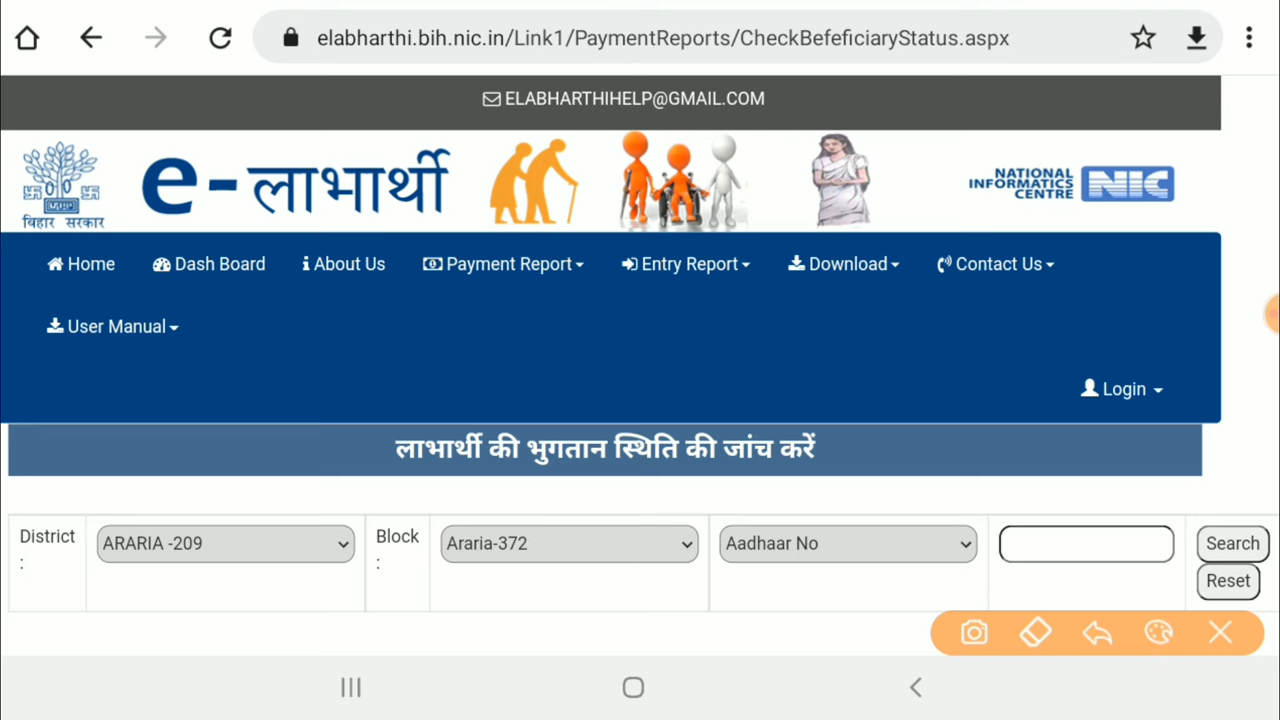 elabharthi.bih.nic.in/Link1/PaymentReports/CheckBefeficiaryStatus.aspx
ELABHARTHIHELP@GMAIL.COM
बिहार सरकार
e-लाभार्थी
NATIONAL
INFORMATICS
CENTRE
NIC
Home Dash Board About Us Payment Report Entry Report Download Contact Us
User Manual
Login
लाभार्थी की भुगतान स्थिति की जांच करें
District : ARARIA -209 Block : Araria-372 Aadhaar No Search
Reset